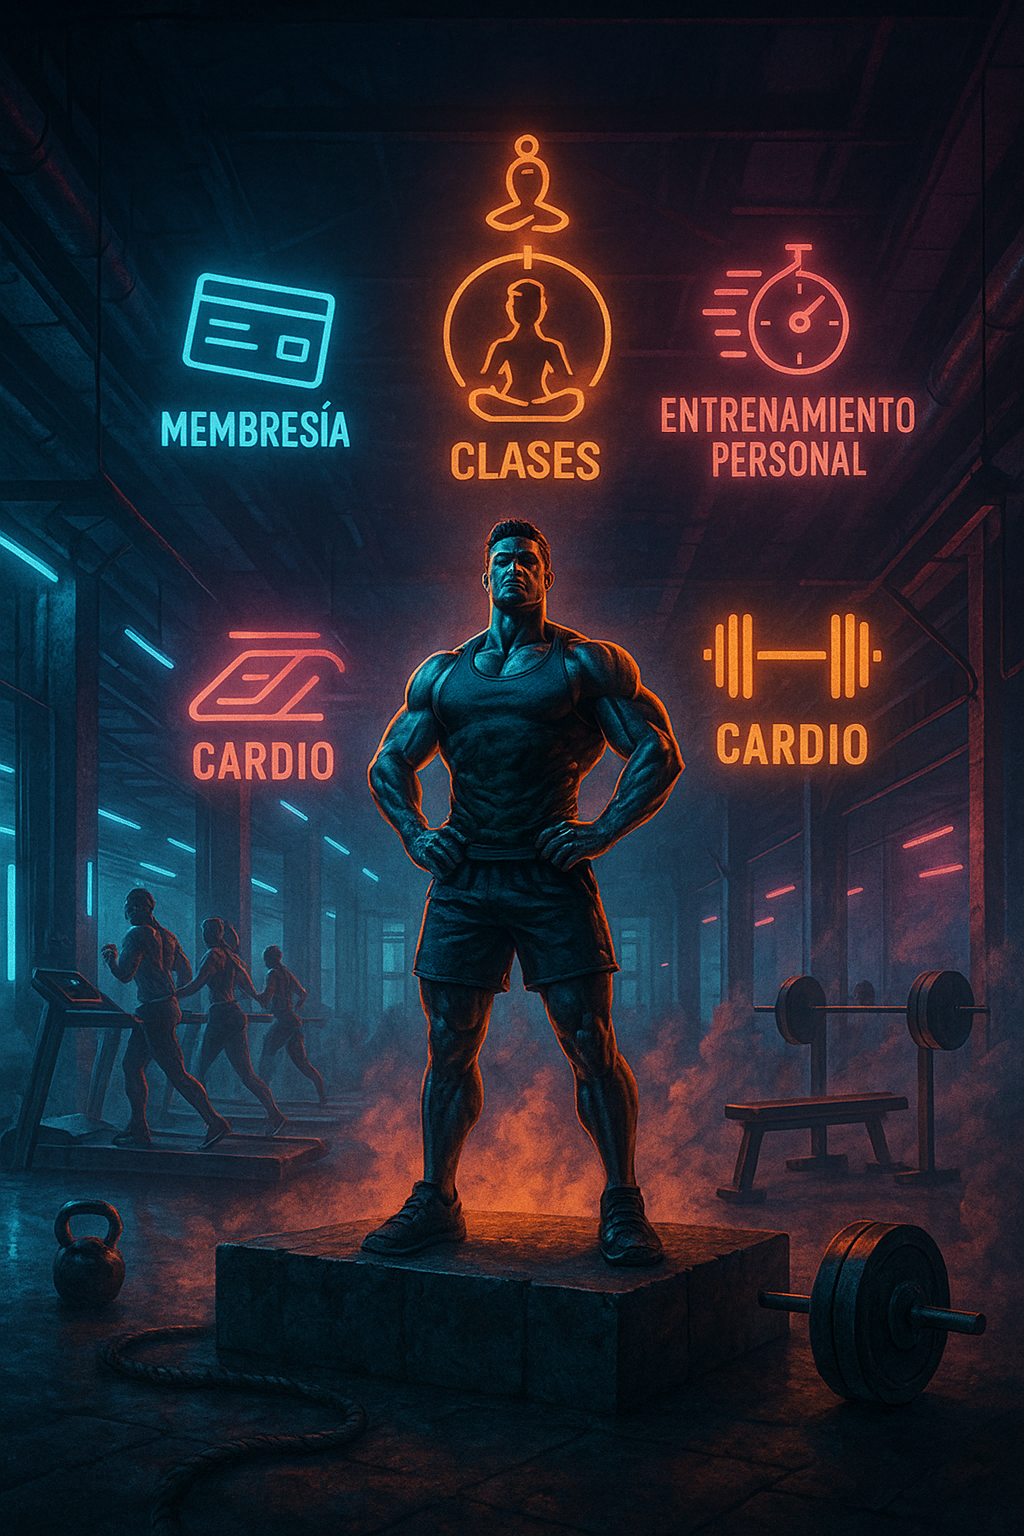 MEMBRESÍA
CLASES
ENTRENAMIENTO
PERSONAL
CARDIO
CARDIO